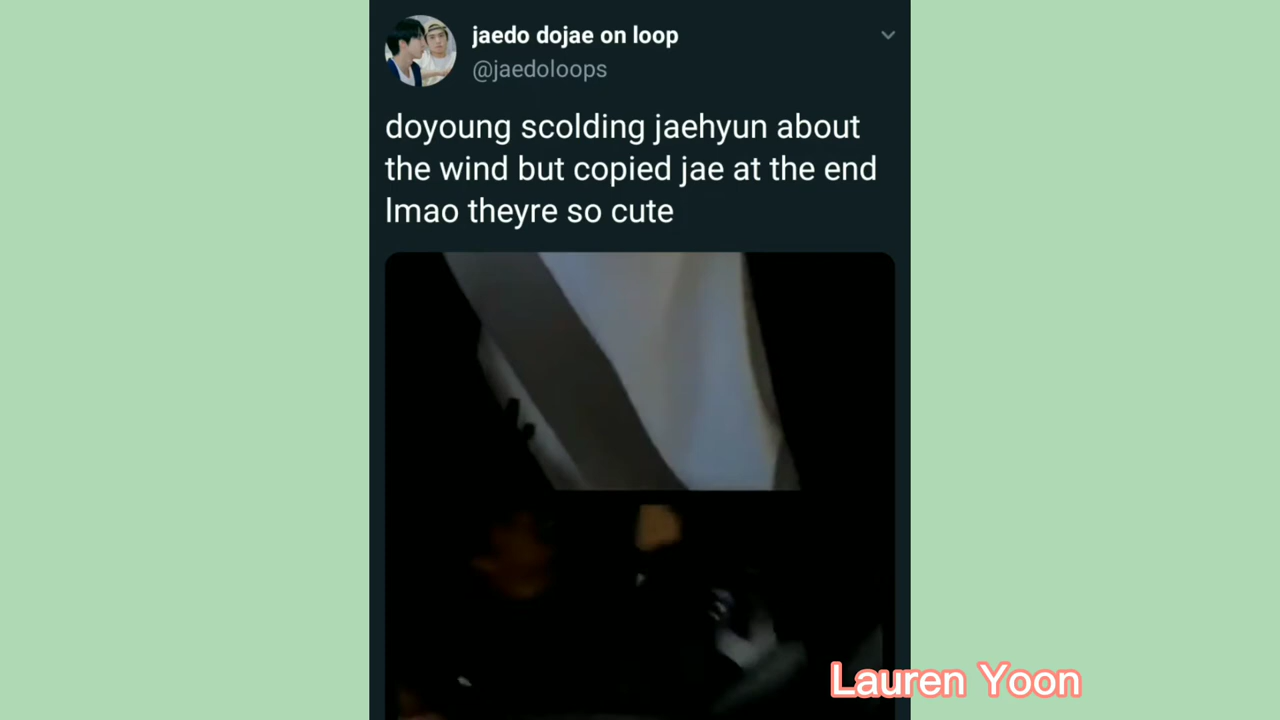 jaedo dojae on loop
@jaedoloops
doyoung scolding jaehyun about
the wind but copied jae at the end
lmao theyre so cute
Lauren Yoon